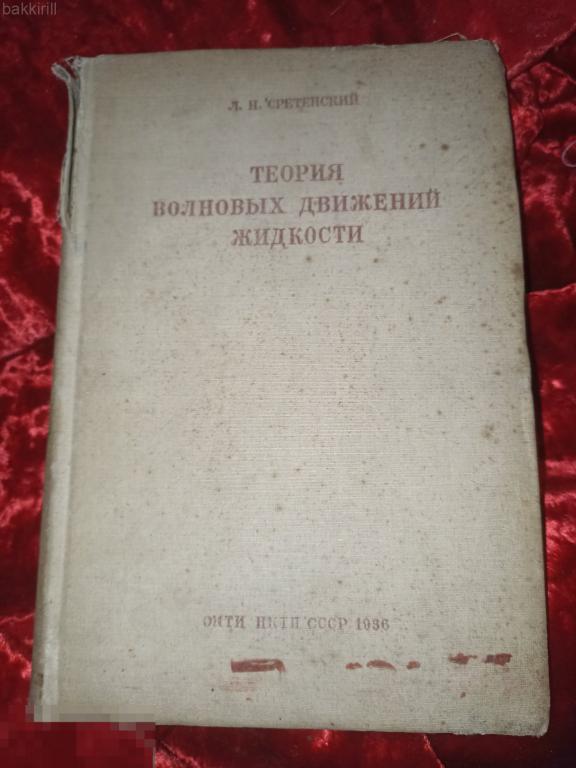 bakkirill
Л. Н. СРЕТЕНСКИЙ
ТЕОРИЯ
ВОЛНОВЫХ ДВИЖЕНИЙ
ЖИДКОСТИ
ОНТИ НКТП СССР 1936